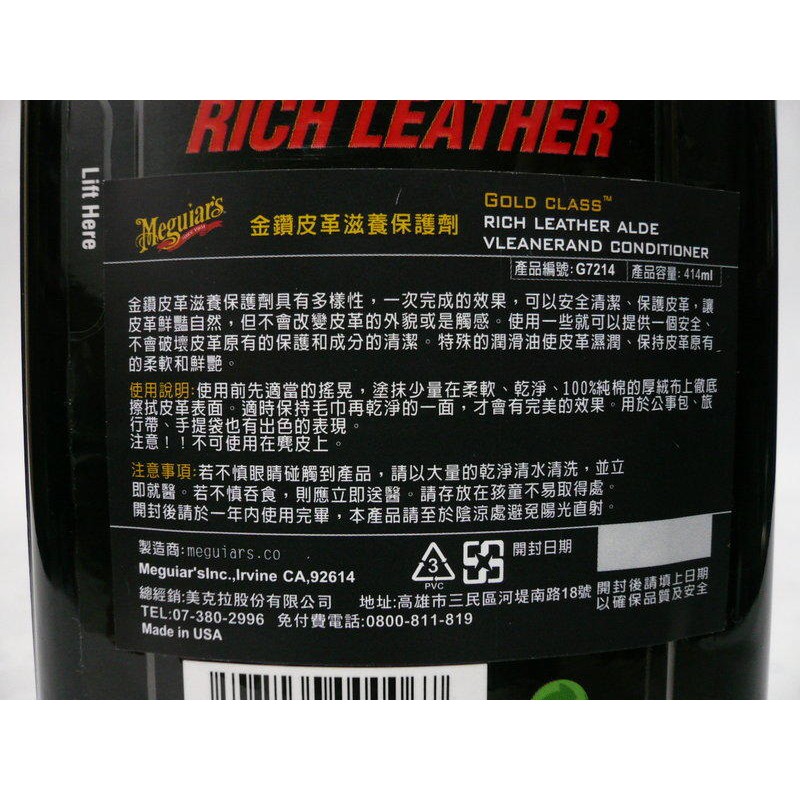 RICH LEATHER
Lift Here
Meguiar's
金鑽皮革滋養保護劑
GOLD CLASS™
RICH LEATHER ALDE
VLEANERAND CONDITIONER
產品編號:G7214 產品容量:414ml
金鑽皮革滋養保護劑具有多樣性,一次完成的效果,可以安全清潔、保護皮革,讓
皮革鮮豔自然,但不會改變皮革的外貌或是觸感。使用一些就可以提供一個安全、
不會破壞皮革原有的保護和成分的清潔。特殊的潤滑油使皮革濕潤、保持皮革原有
的柔軟和鮮艷。
使用說明:使用前先適當的搖晃,塗抹少量在柔軟、乾淨、100%純棉的厚絨布上徹底
擦拭皮革表面。適時保持毛巾再乾淨的一面,才會有完美的效果。用於公事包、旅
行帶、手提袋也有出色的表現。
注意!!不可使用在麂皮上。
注意事項:若不慎眼睛碰觸到產品,請以大量的乾淨清水清洗,並立
即就醫。若不慎吞食,則應立即送醫。請存放在孩童不易取得處。
開封後請於一年內使用完畢,本產品請至於陰涼處避免陽光直射。
製造商:meguiars.co
Meguiar'sInc.,Irvine CA,92614
3
PVC
開封日期
開封後請填上日期
以確保品質及安全
總經銷:美克拉股份有限公司 地址:高雄市三民區河堤南路18號
TEL:07-380-2996 免付費電話:0800-811-819
Made in USA